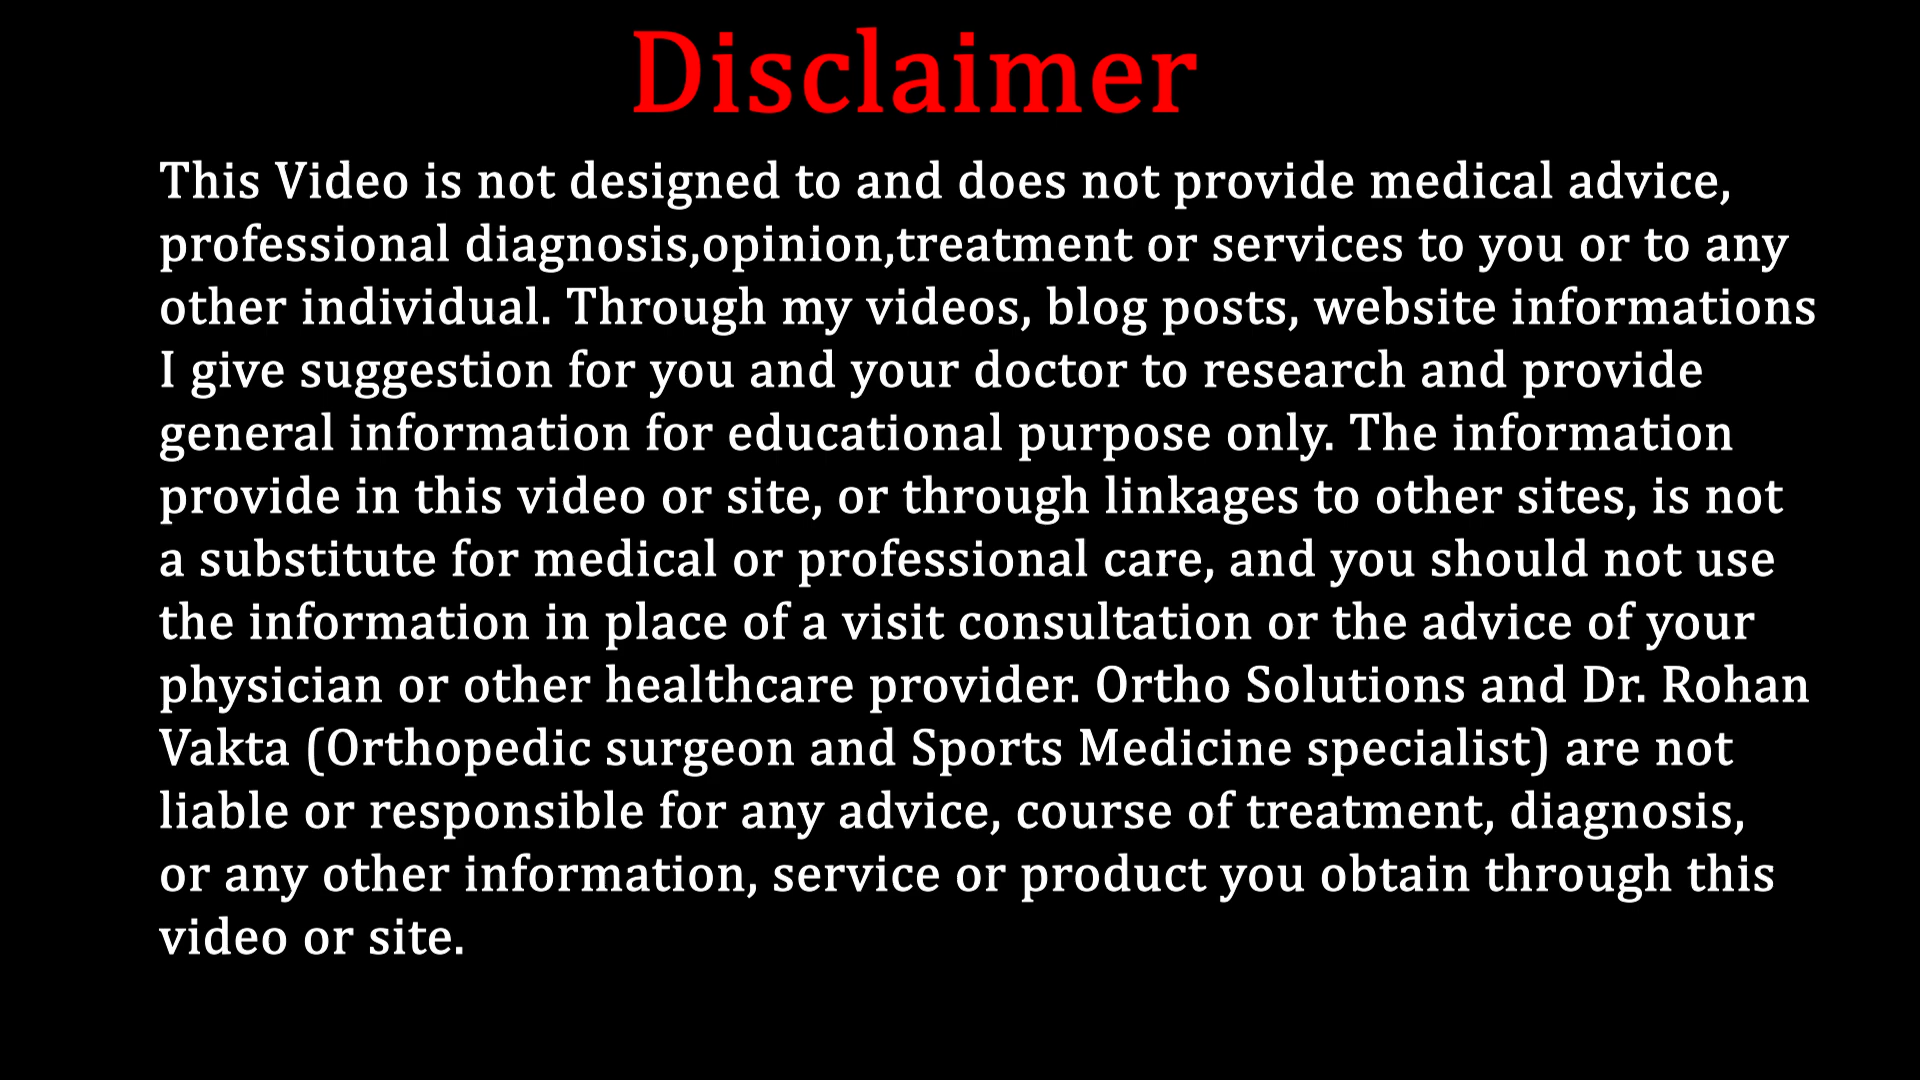 Disclaimer
This Video is not designed to and does not provide medical advice,
professional diagnosis,opinion,treatment or services to you or to any
other individual. Through my videos, blog posts, website informations
I give suggestion for you and your doctor to research and provide
general information for educational purpose only. The information
provide in this video or site, or through linkages to other sites, is not
a substitute for medical or professional care, and you should not use
the information in place of a visit consultation or the advice of your
physician or other healthcare provider. Ortho Solutions and Dr. Rohan
Vakta (Orthopedic surgeon and Sports Medicine specialist) are not
liable or responsible for any advice, course of treatment, diagnosis,
or any other information, service or product you obtain through this
video or site.